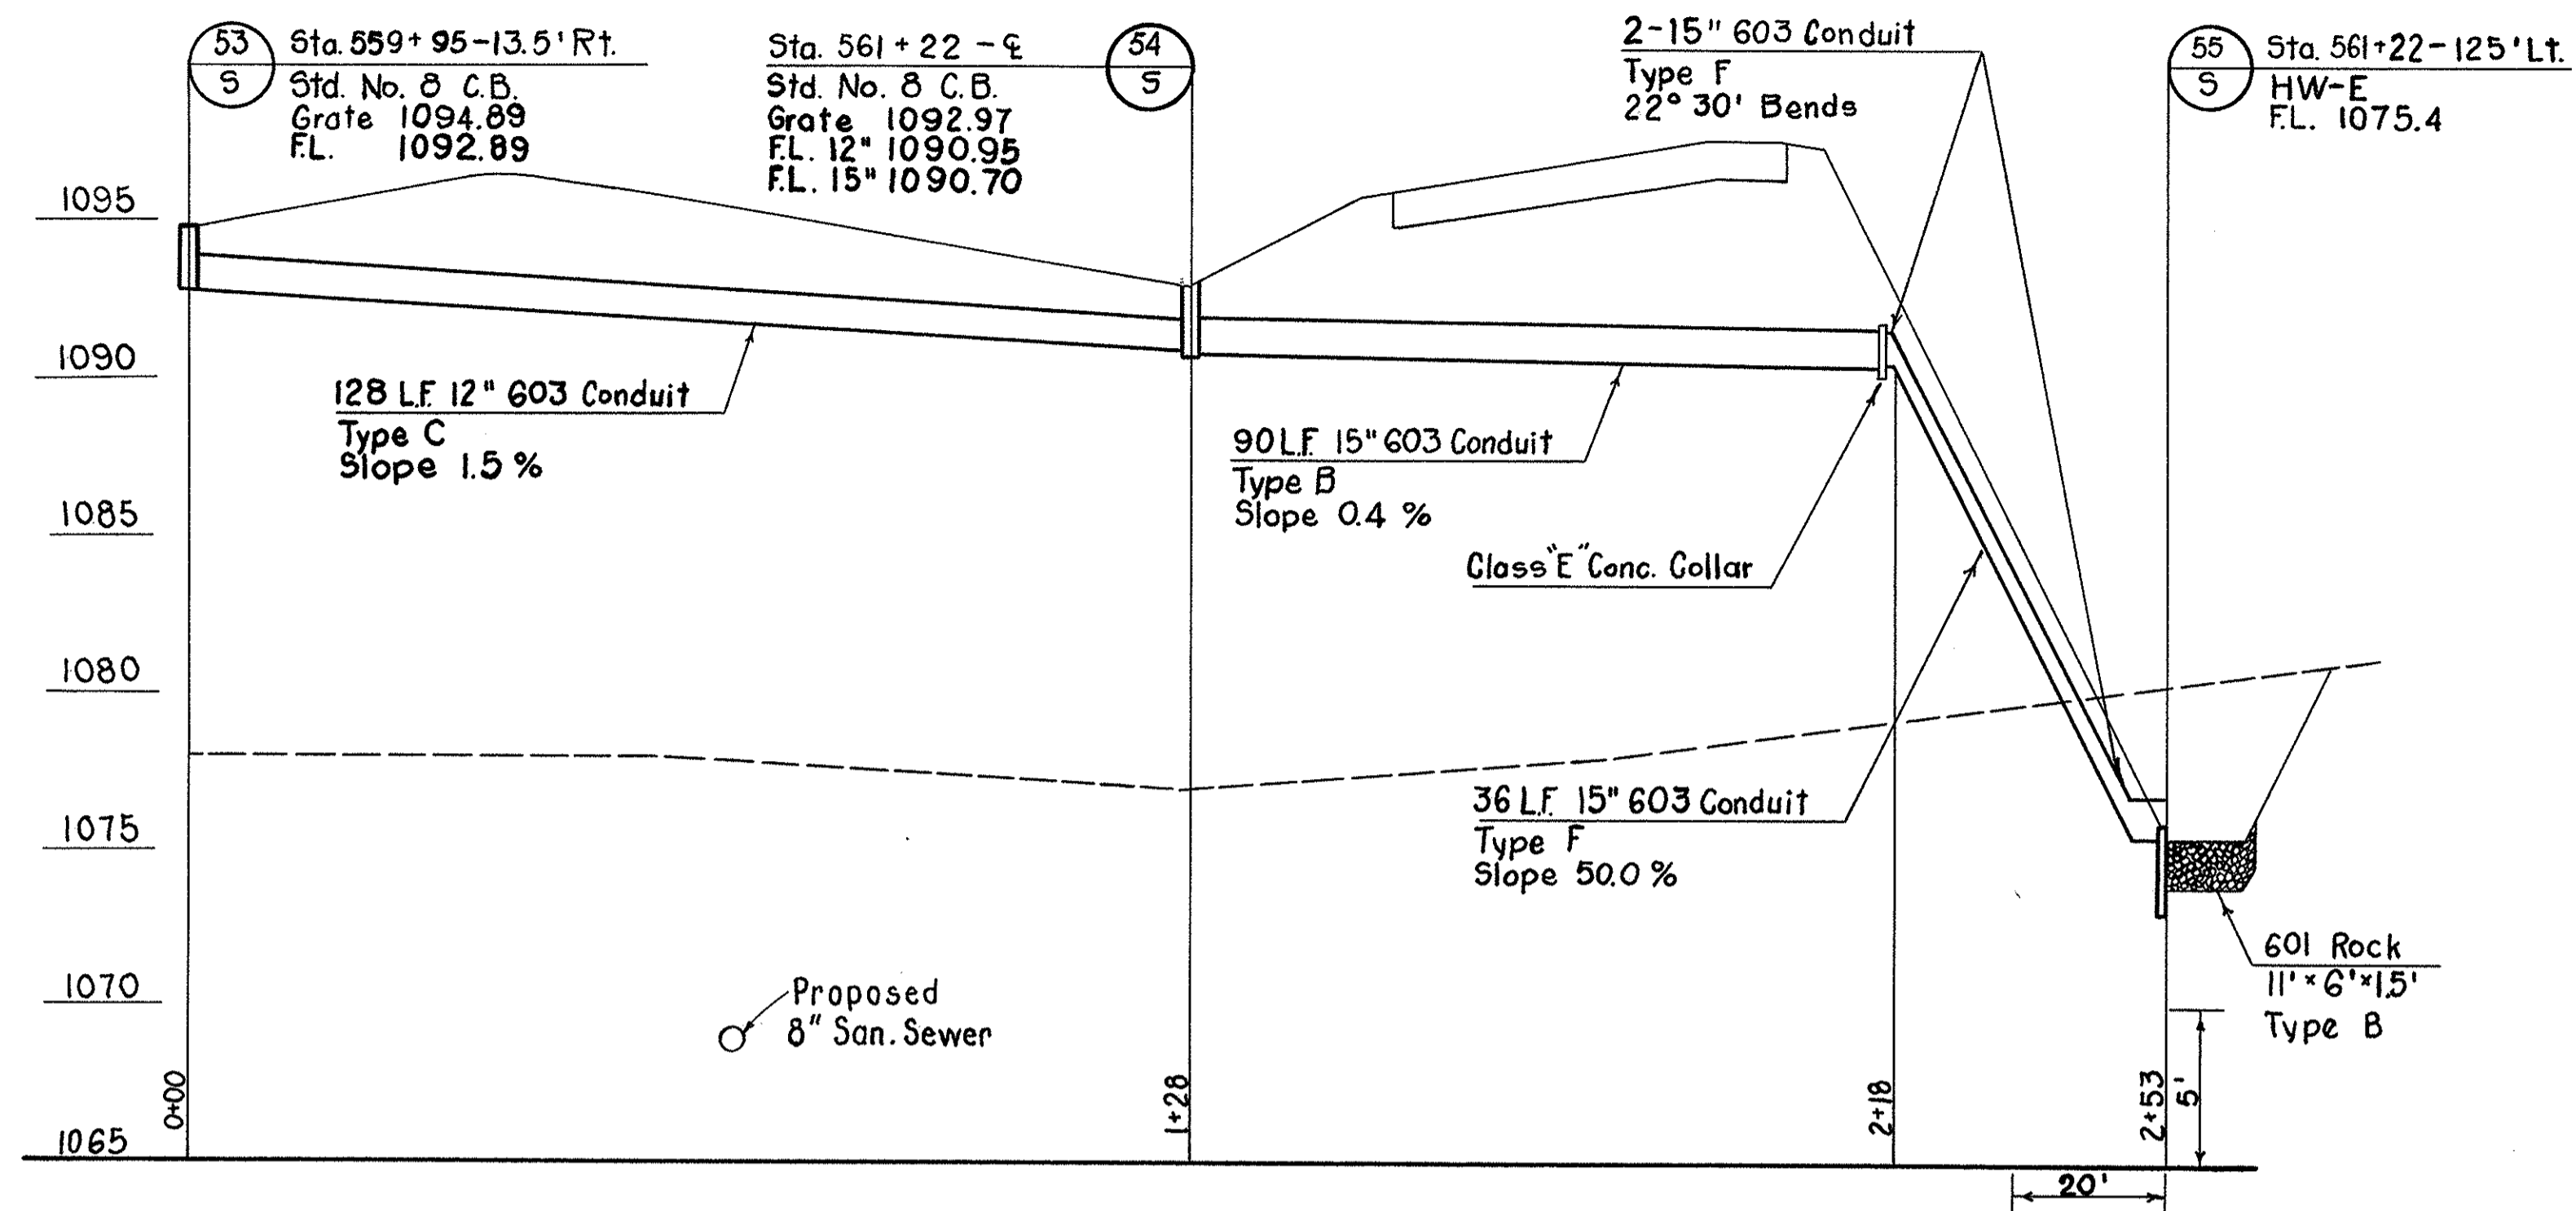 53
S
Sta. 559+95-13.5' Rt.
Std. No. 8 C.B.
Grate 1094.89
F.L. 1092.89
Sta. 561+22 - ℄
Std. No. 8 C.B.
Grate 1092.97
F.L. 12" 1090.95
F.L. 15" 1090.70
54
S
2-15" 603 Conduit
Type F
22° 30' Bends
55
S
Sta. 561+22-125' Lt.
HW-E
F.L. 1075.4
1095
1090
1085
1080
1075
1070
1065
128 L.F. 12" 603 Conduit
Type C
Slope 1.5 %
90 L.F. 15" 603 Conduit
Type B
Slope 0.4 %
Class "E" Conc. Collar
36 L.F. 15" 603 Conduit
Type F
Slope 50.0 %
601 Rock
11' × 6' × 1.5'
Type B
Proposed
8" San. Sewer
0+00
1+28
2+18
2+53
5'
20'